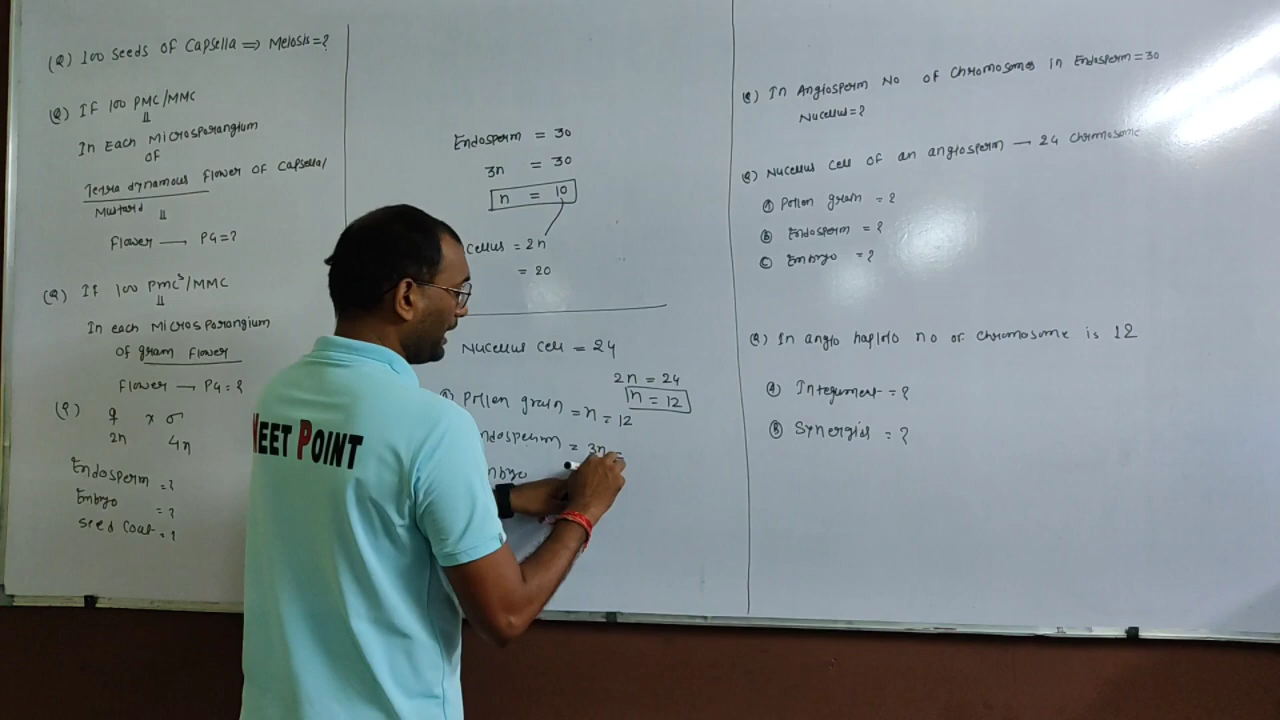 (Q) 100 Seeds OF Capsella ⇒ Meiosis = ?
(Q) IF 100 PMC/MMC
In Each Microsporangium
OF
Tetra dynamous Flower OF Capsella/
Mustard
Flower → PG = ?
(Q) IF 100 PMC's/MMC
In each Microsporangium
OF gram Flower
Flower → PG = ?
(Q) ♀ x ♂
2n 4n
Endosperm = ?
Embryo = ?
Seed Coat = ?
Endosperm = 30
3n = 30
n = 10
cellus = 2n
= 20
Nucellus Cell = 24
2n = 24
n = 12
Pollen grain = n = 12
ndosperm = 3n =
mbryo
(Q) In Angiosperm No OF Chromosomes in Endosperm = 30
Nucellus = ?
(Q) Nucellus cell OF an angiosperm — 24 Chromosome
(A) Pollen grain = ?
(B) Endosperm = ?
(C) Embryo = ?
(Q) In angio haploid no OF Chromosome is 12
(A) Integument = ?
(B) Synergids = ?
NEET POINT